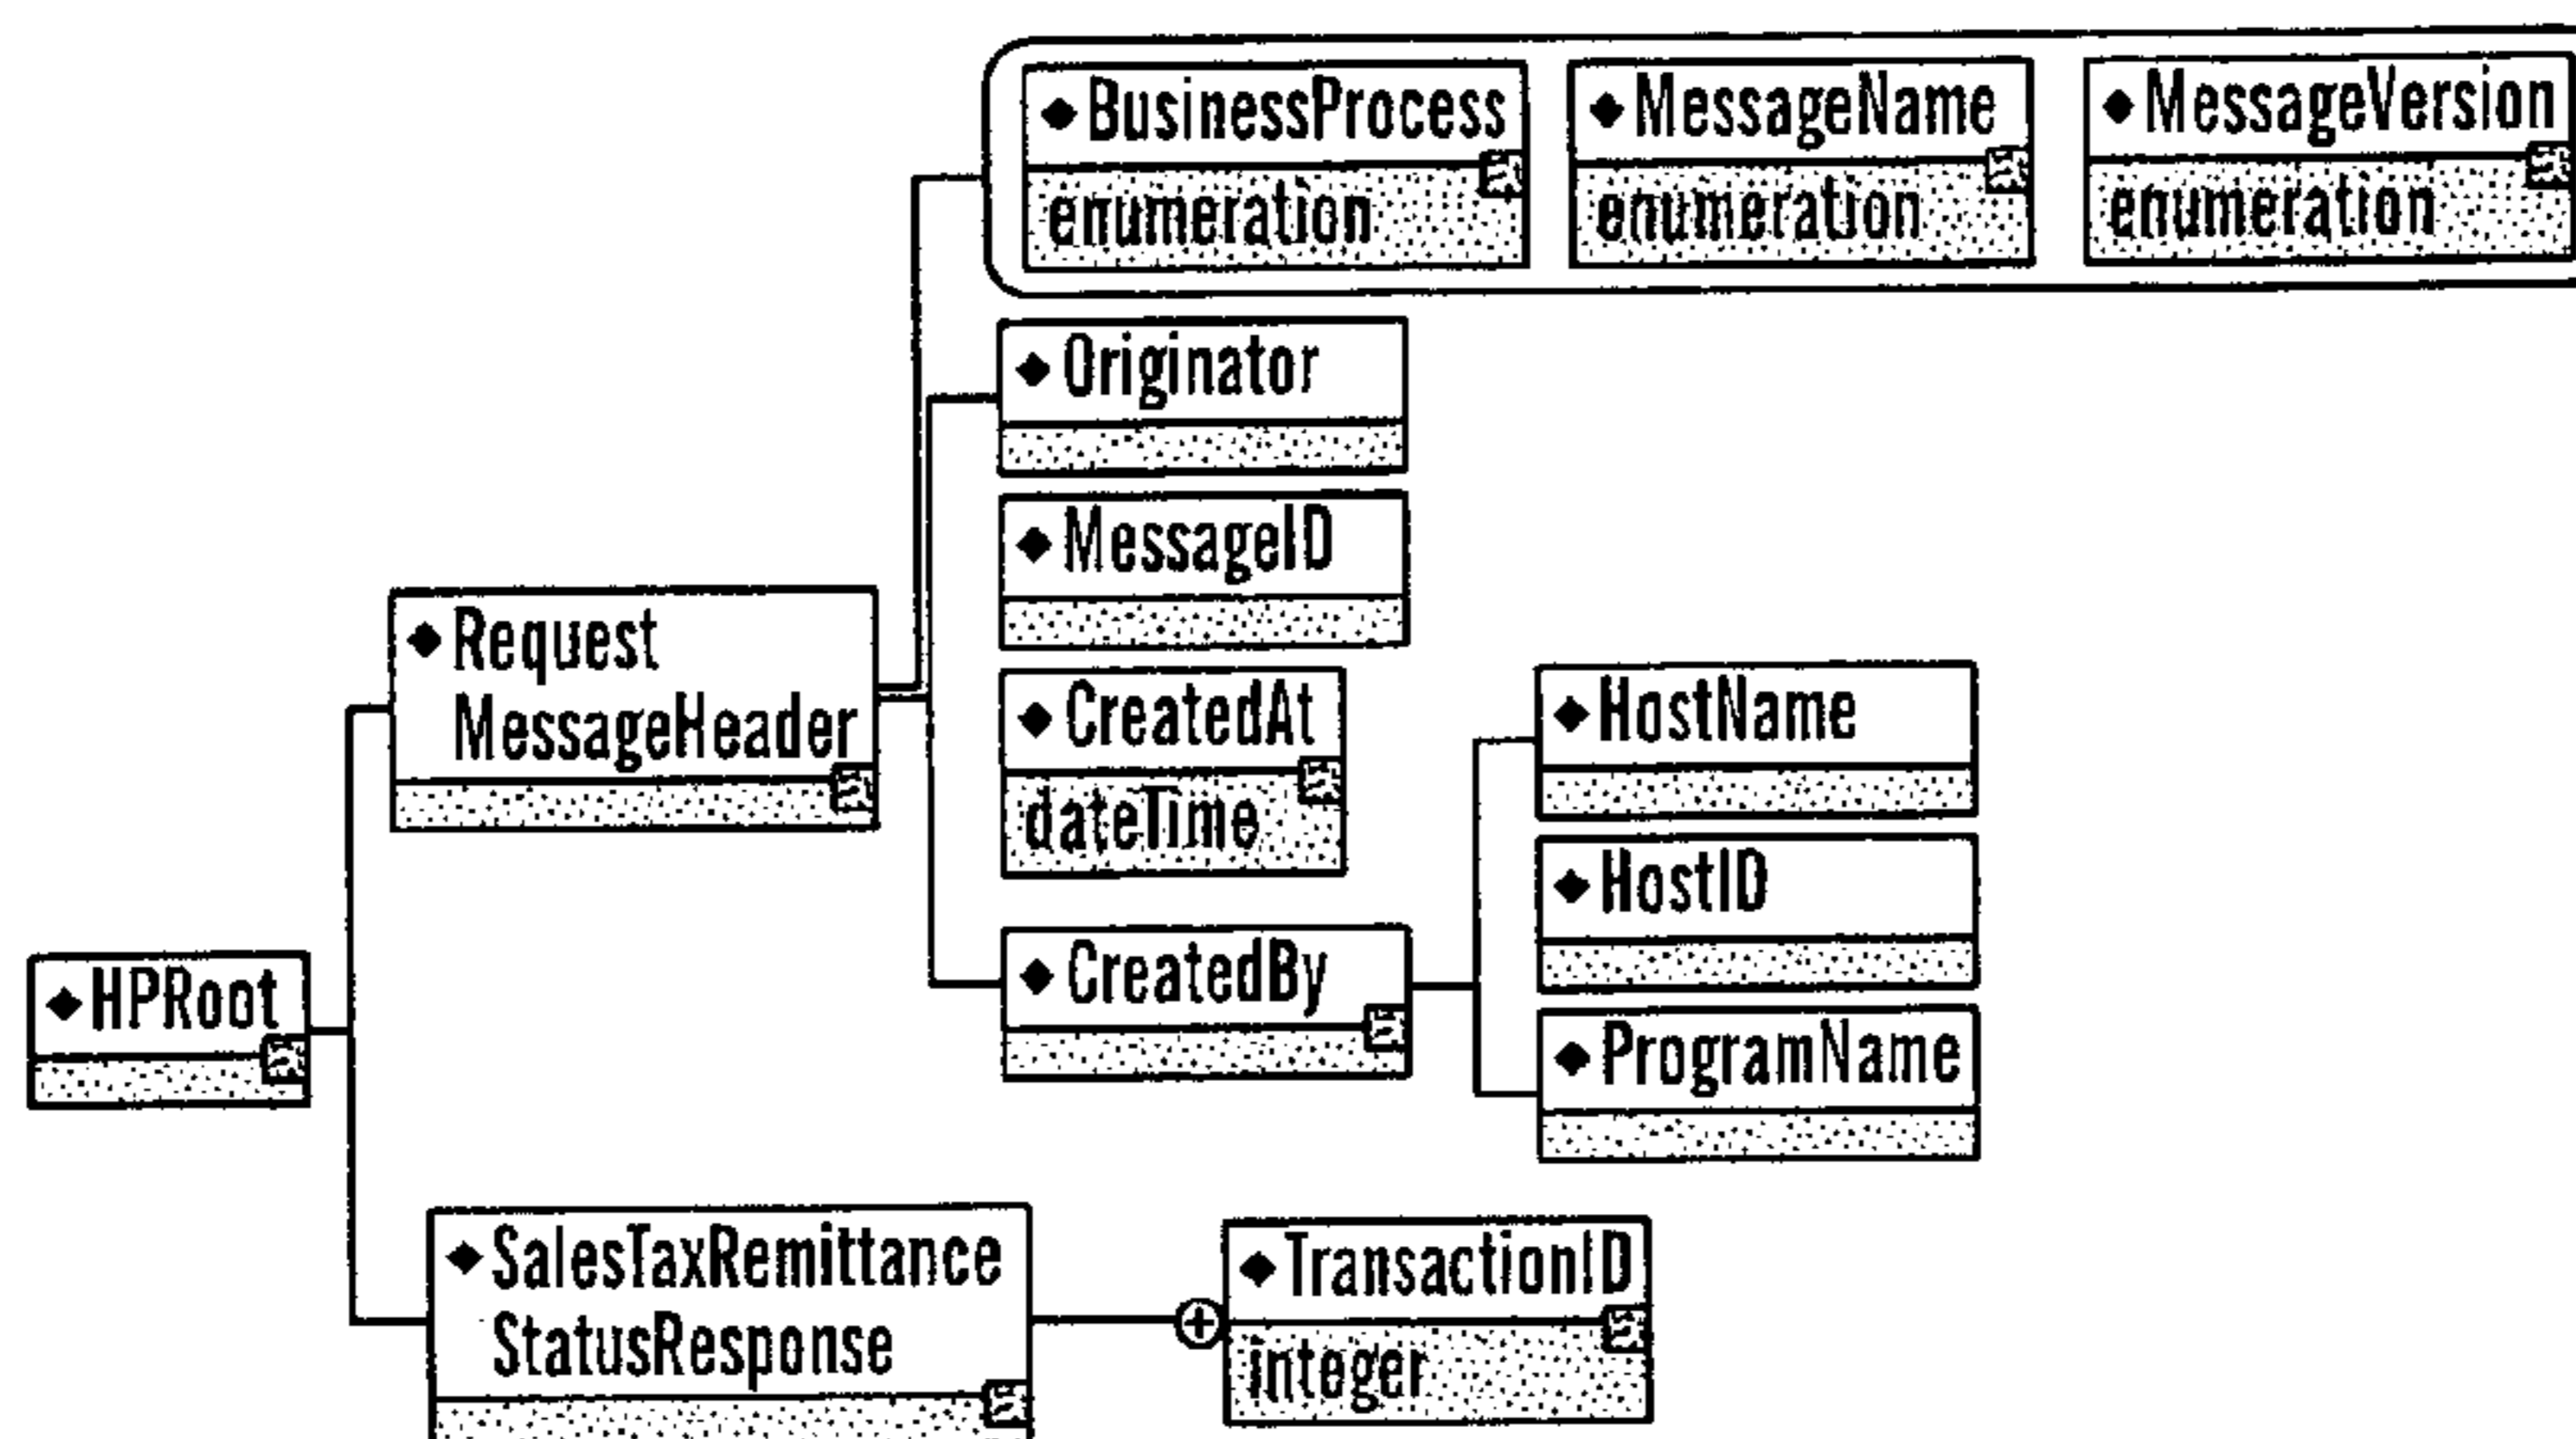 BusinessProcess
enumeration
MessageName
enumeration
MessageVersion
enumeration
Originator
MessageID
Request
MessageHeader
CreatedAt
dateTime
HostName
HostID
HPRoot
CreatedBy
ProgramName
SalesTaxRemittance
StatusResponse
TransactionID
integer